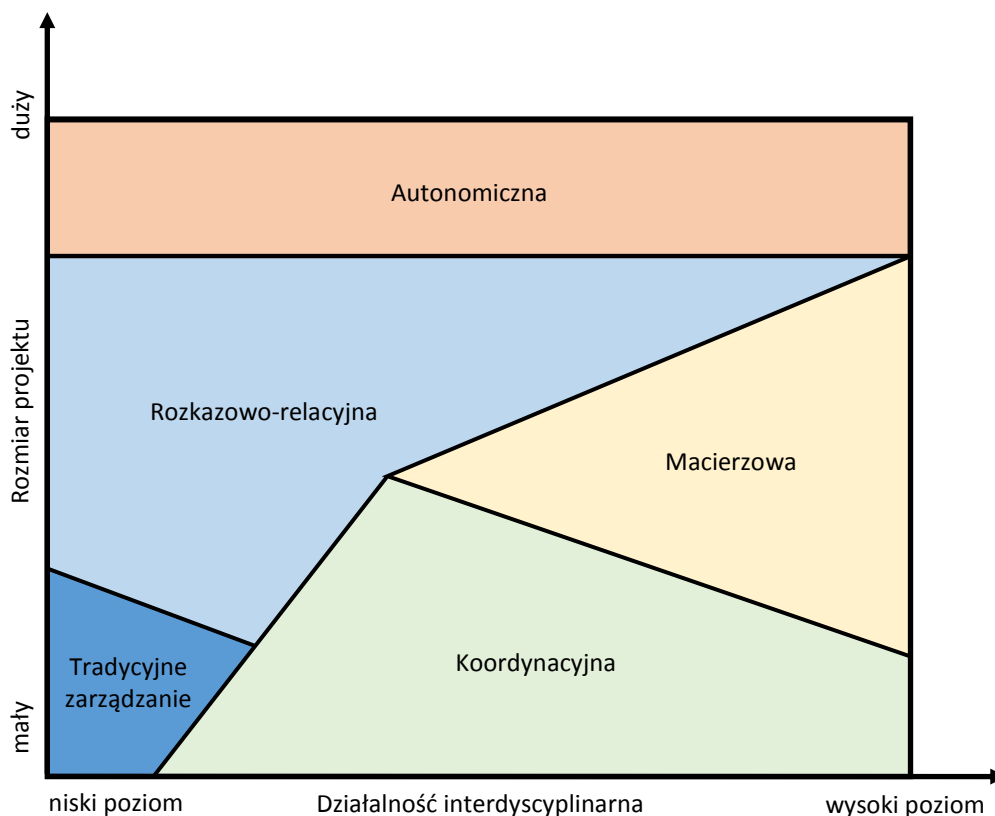 duży
Autonomiczna
Rozmiar projektu
Rozkazowo-relacyjna
Macierzowa
Tradycyjne
zarządzanie
Koordynacyjna
mały
niski poziom
Działalność interdyscyplinarna
wysoki poziom